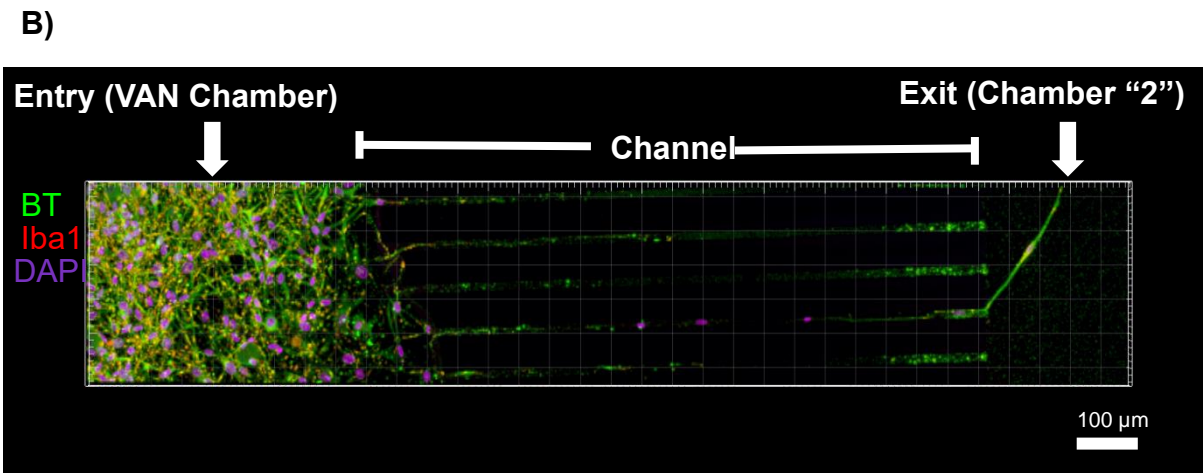 B)
Entry (VAN Chamber)
Exit (Chamber “2”)
Channel
BT
Iba1
DAPI
100 µm